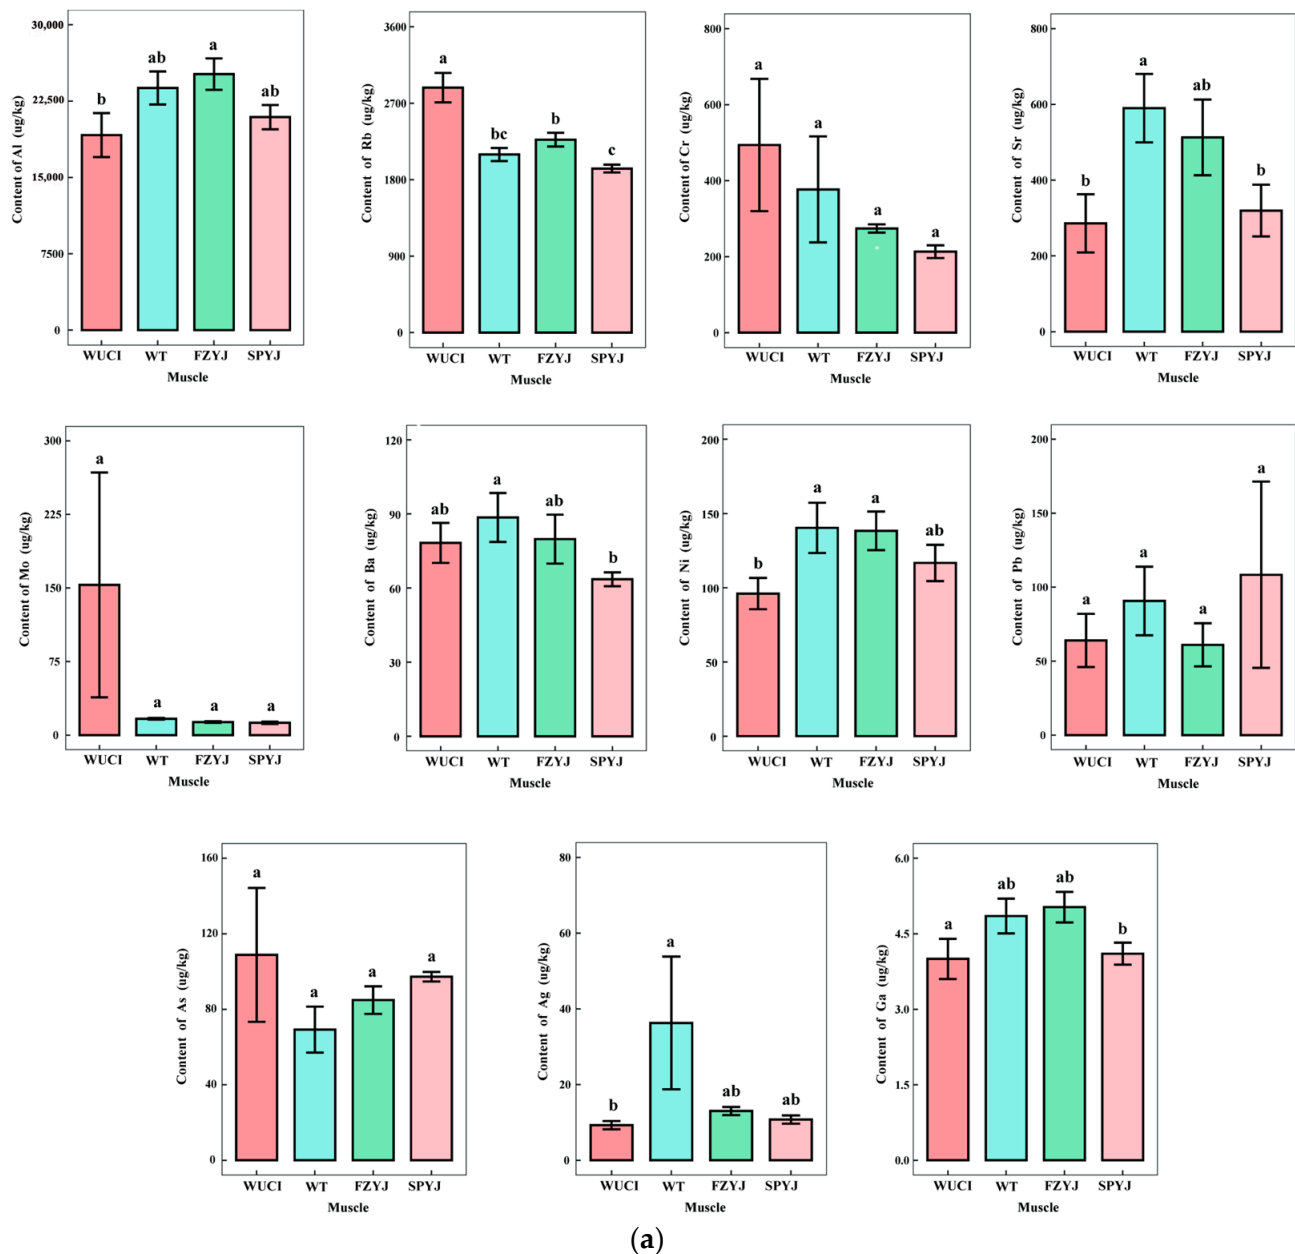 Content of Al (ug/kg)
30,000
22,500
15,000
7500
0
b
ab
a
ab
WUCI WT FZYJ SPYJ
Muscle
Content of Rb (ug/kg)
3600
2700
1800
900
0
a
bc
b
c
WUCI WT FZYJ SPYJ
Muscle
Content of Cr (ug/kg)
800
600
400
200
0
a
a
a
a
WUCI WT FZYJ SPYJ
Muscle
Content of Sr (ug/kg)
800
600
400
200
0
b
a
ab
b
WUCI WT FZYJ SPYJ
Muscle
Content of Mo (ug/kg)
300
225
150
75
0
a
a
a
a
WUCI WT FZYJ SPYJ
Muscle
Content of Ba (ug/kg)
120
90
60
30
0
ab
a
ab
b
WUCI WT FZYJ SPYJ
Muscle
Content of Ni (ug/kg)
200
150
100
50
0
b
a
a
ab
WUCI WT FZYJ SPYJ
Muscle
Content of Pb (ug/kg)
200
150
100
50
0
a
a
a
a
WUCI WT FZYJ SPYJ
Muscle
Content of As (ug/kg)
160
120
80
40
0
a
a
a
a
WUCI WT FZYJ SPYJ
Muscle
Content of Ag (ug/kg)
80
60
40
20
0
b
a
ab
ab
WUCI WT FZYJ SPYJ
Muscle
Content of Ga (ug/kg)
6.0
4.5
3.0
1.5
0.0
a
ab
ab
b
WUCI WT FZYJ SPYJ
Muscle
(a)